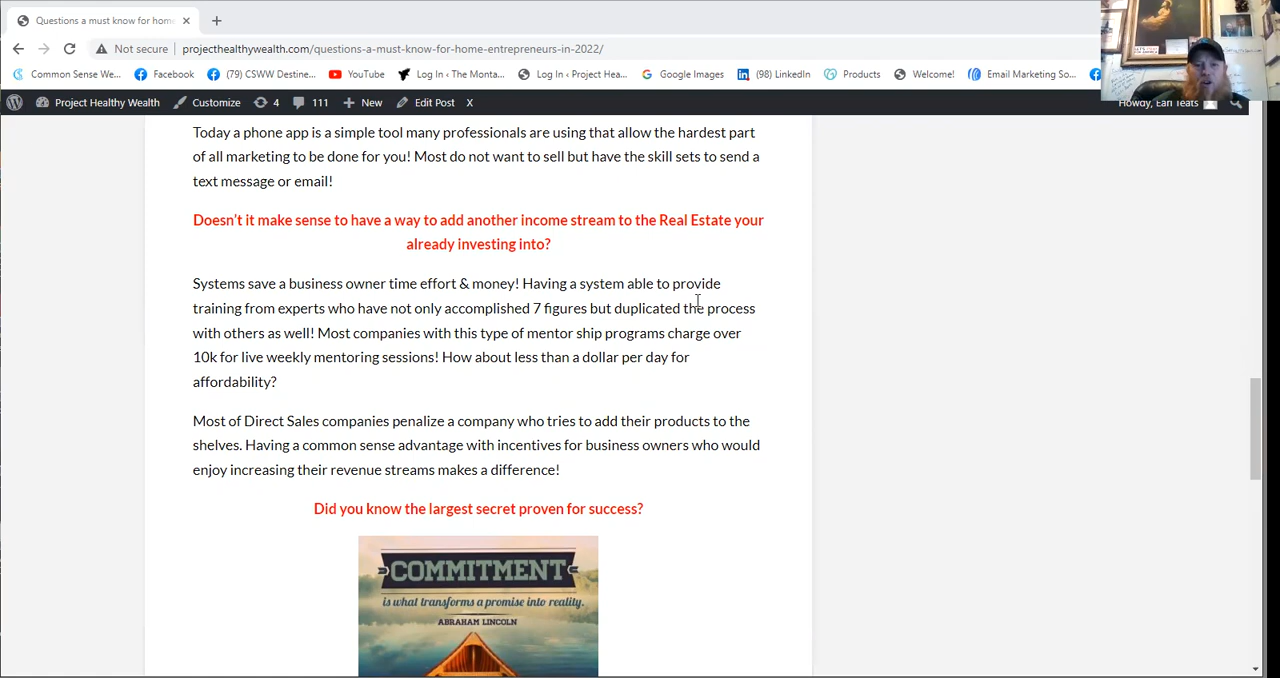 Questions a must know for hom
Not secure
projecthealthywealth.com/questions-a-must-know-for-home-entrepreneurs-in-2022/
Common Sense We...
Facebook
(79) CSWW Destine...
YouTube
Log In ‹ The Monta...
Log In ‹ Project Hea...
Google Images
(98) LinkedIn
Products
Welcome!
Email Marketing So...
Project Healthy Wealth
Customize
4
111
New
Edit Post
X
Howdy, Earl Teats
Today a phone app is a simple tool many professionals are using that allow the hardest part
of all marketing to be done for you! Most do not want to sell but have the skill sets to send a
text message or email!
Doesn't it make sense to have a way to add another income stream to the Real Estate your
already investing into?
Systems save a business owner time effort & money! Having a system able to provide
training from experts who have not only accomplished 7 figures but duplicated the process
with others as well! Most companies with this type of mentor ship programs charge over
10k for live weekly mentoring sessions! How about less than a dollar per day for
affordability?
Most of Direct Sales companies penalize a company who tries to add their products to the
shelves. Having a common sense advantage with incentives for business owners who would
enjoy increasing their revenue streams makes a difference!
Did you know the largest secret proven for success?
COMMITMENT
is what transforms a promise into reality.
ABRAHAM LINCOLN